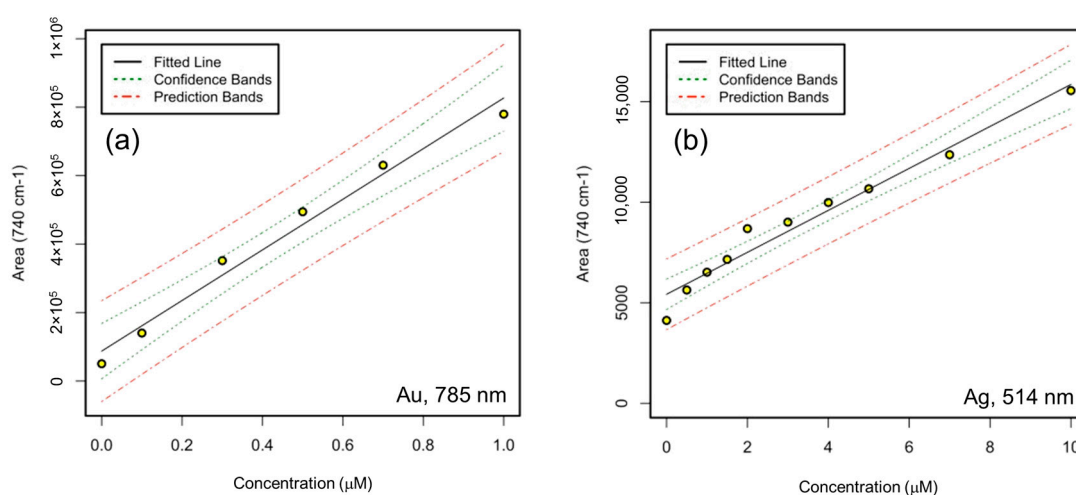 Fitted Line
Confidence Bands
Prediction Bands
(a)
Area (740 cm-1)
1×10⁶
8×10⁵
6×10⁵
4×10⁵
2×10⁵
0
Au, 785 nm
0.0 0.2 0.4 0.6 0.8 1.0
Concentration (μM)
Fitted Line
Confidence Bands
Prediction Bands
(b)
Area (740 cm-1)
15,000
10,000
5000
0
Ag, 514 nm
0 2 4 6 8 10
Concentration (μM)